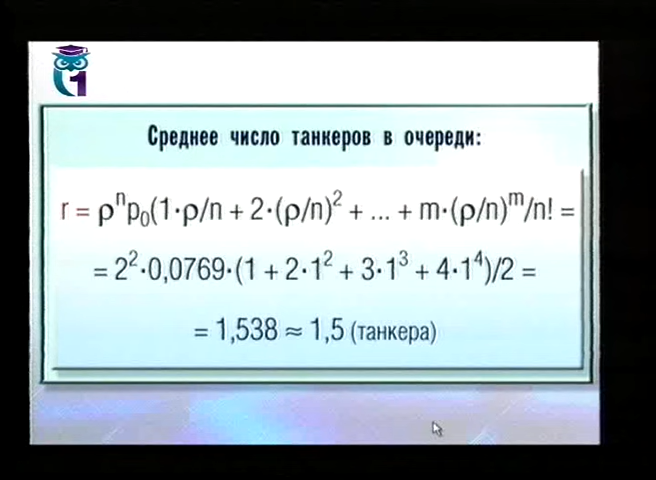 1
Среднее число танкеров в очереди:
r = ρⁿp₀(1·ρ/n + 2·(ρ/n)² + ... + m·(ρ/n)ᵐ/n! =
= 2²·0,0769·(1 + 2·1² + 3·1³ + 4·1⁴)/2 =
= 1,538 ≈ 1,5 (танкера)